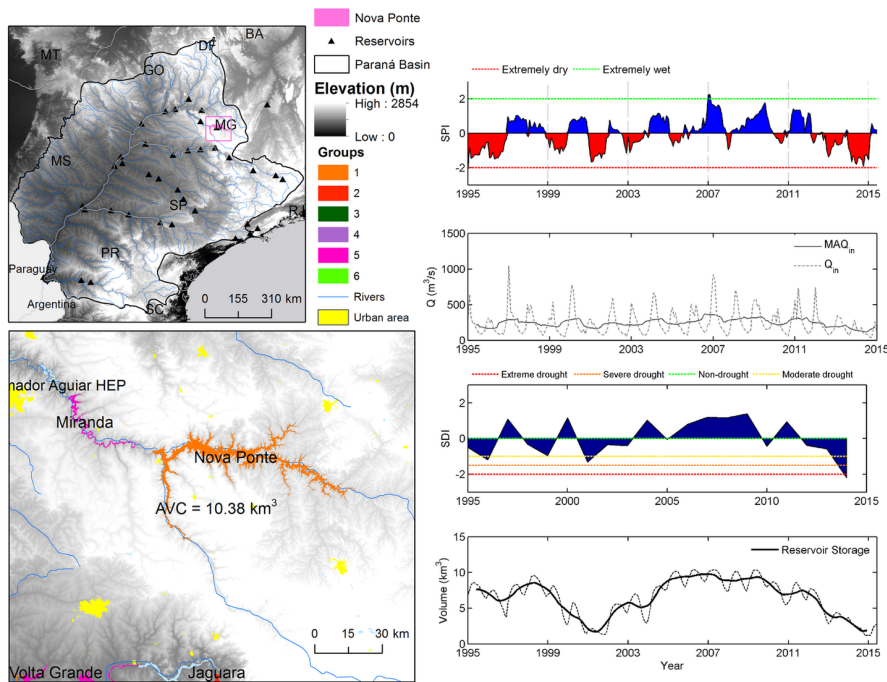 Nova Ponte
Reservoirs
Paraná Basin
Elevation (m)
High : 2854
Low : 0
Groups
1
2
3
4
5
6
Rivers
Urban area
MT
BA
DF
GO
MG
MS
SP
RJ
PR
Paraguay
Argentina
SC
0 155 310 km
mador Aguiar HEP
Miranda
Nova Ponte
AVC = 10.38 km³
0 15 30 km
Volta Grande
Jaguara
Extremely dry
Extremely wet
SPI
2
0
-2
1995 1999 2003 2007 2011 2015
Q (m³/s)
1500
1000
500
0
MAQin
Qin
1995 1999 2003 2007 2011 2015
Extreme drought
Severe drought
Non-drought
Moderate drought
SDI
2
0
-2
1995 2000 2005 2010 2015
Volume (km³)
15
10
5
0
Reservoir Storage
1995 1999 2003 2007 2011 2015
Year